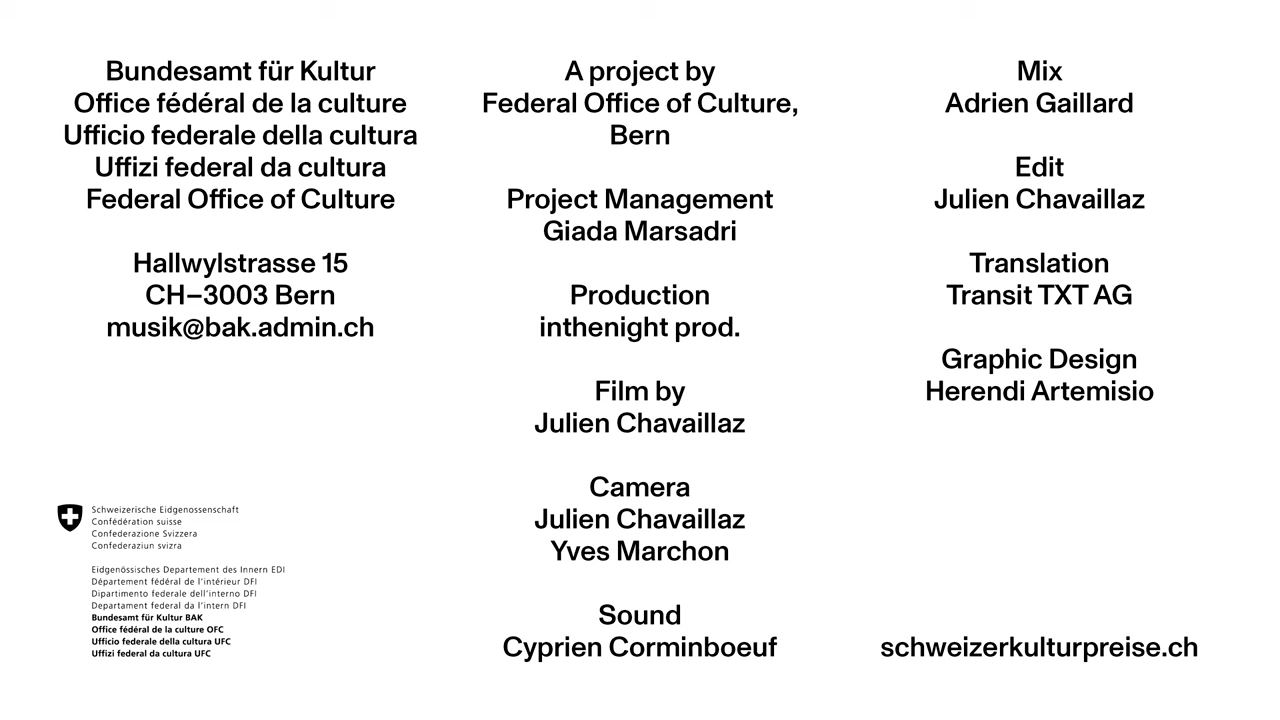 Bundesamt für Kultur
Office fédéral de la culture
Ufficio federale della cultura
Uffizi federal da cultura
Federal Office of Culture
Hallwylstrasse 15
CH–3003 Bern
musik@bak.admin.ch
Schweizerische Eidgenossenschaft
Confédération suisse
Confederazione Svizzera
Confederaziun svizra
Eidgenössisches Departement des Innern EDI
Département fédéral de l'intérieur DFI
Dipartimento federale dell'interno DFI
Departament federal da l'intern DFI
Bundesamt für Kultur BAK
Office fédéral de la culture OFC
Ufficio federale della cultura UFC
Uffizi federal da cultura UFC
A project by
Federal Office of Culture,
Bern
Project Management
Giada Marsadri
Production
inthenight prod.
Film by
Julien Chavaillaz
Camera
Julien Chavaillaz
Yves Marchon
Sound
Cyprien Corminboeuf
Mix
Adrien Gaillard
Edit
Julien Chavaillaz
Translation
Transit TXT AG
Graphic Design
Herendi Artemisio
schweizerkulturpreise.ch